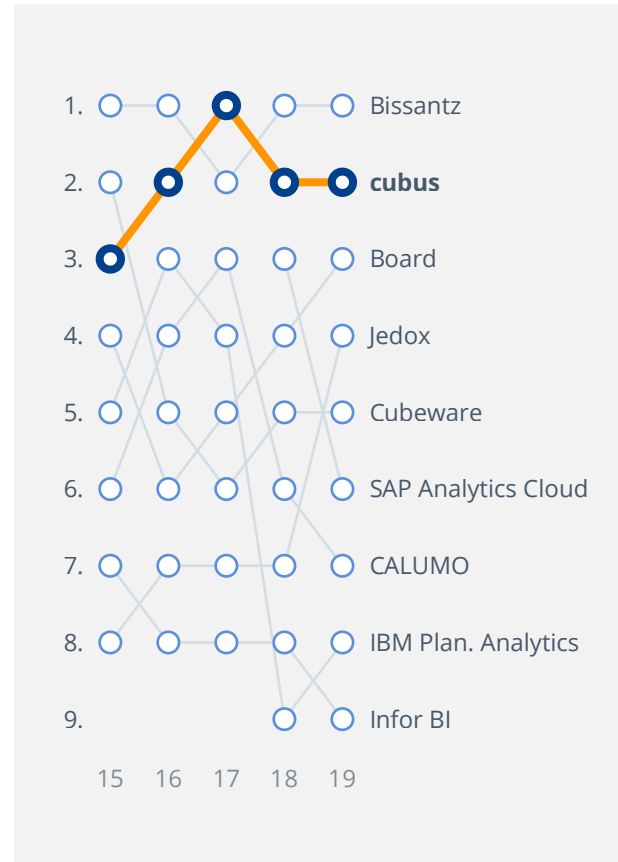 1. Bissantz
2. cubus
3. Board
4. Jedox
5. Cubeware
6. SAP Analytics Cloud
7. CALUMO
8. IBM Plan. Analytics
9. Infor BI
15 16 17 18 19